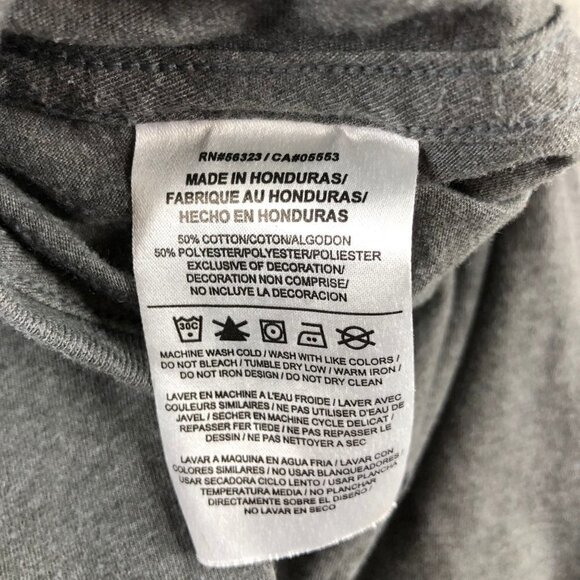 RN#56323 / CA#05553
MADE IN HONDURAS/
FABRIQUE AU HONDURAS/
HECHO EN HONDURAS
50% COTTON/COTON/ALGODON
50% POLYESTER/POLYESTER/POLIESTER
EXCLUSIVE OF DECORATION/
DECORATION NON COMPRISE/
NO INCLUYE LA DECORACION
30C
MACHINE WASH COLD / WASH WITH LIKE COLORS /
DO NOT BLEACH / TUMBLE DRY LOW / WARM IRON /
DO NOT IRON DESIGN / DO NOT DRY CLEAN
LAVER EN MACHINE A L'EAU FROIDE / LAVER AVEC
COULEURS SIMILAIRES / NE PAS UTILISER D'EAU DE
JAVEL / SECHER EN MACHINE CYCLE DELICAT /
REPASSER FER TIEDE / NE PAS REPASSER LE
DESSIN / NE PAS NETTOYER A SEC
LAVAR A MAQUINA EN AGUA FRIA / LAVAR CON
COLORES SIMILARES / NO USAR BLANQUEADORES /
USAR SECADORA CICLO LENTO / USAR PLANCHA
TEMPERATURA MEDIA / NO PLANCHAR
DIRECTAMENTE SOBRE EL DISEÑO /
NO LAVAR EN SECO